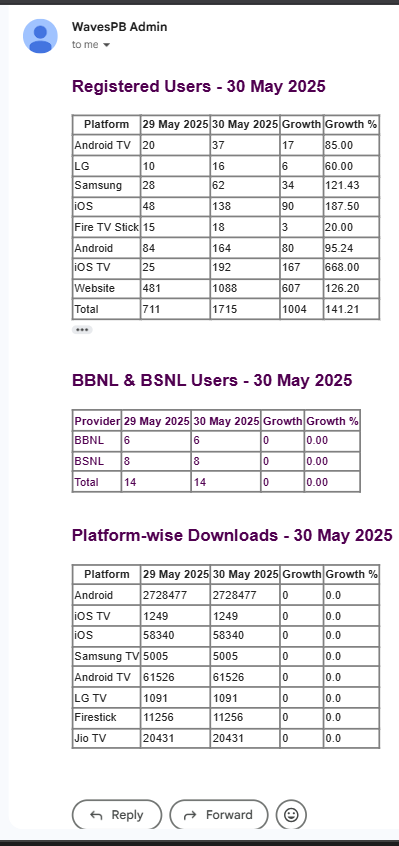 WavesPB Admin
to me
Registered Users - 30 May 2025
Platform 29 May 2025 30 May 2025 Growth Growth %
Android TV 20 37 17 85.00
LG 10 16 6 60.00
Samsung 28 62 34 121.43
iOS 48 138 90 187.50
Fire TV Stick 15 18 3 20.00
Android 84 164 80 95.24
iOS TV 25 192 167 668.00
Website 481 1088 607 126.20
Total 711 1715 1004 141.21
BBNL & BSNL Users - 30 May 2025
Provider 29 May 2025 30 May 2025 Growth Growth %
BBNL 6 6 0 0.00
BSNL 8 8 0 0.00
Total 14 14 0 0.00
Platform-wise Downloads - 30 May 2025
Platform 29 May 2025 30 May 2025 Growth Growth %
Android 2728477 2728477 0 0.0
iOS TV 1249 1249 0 0.0
iOS 58340 58340 0 0.0
Samsung TV 5005 5005 0 0.0
Android TV 61526 61526 0 0.0
LG TV 1091 1091 0 0.0
Firestick 11256 11256 0 0.0
Jio TV 20431 20431 0 0.0
Reply Forward